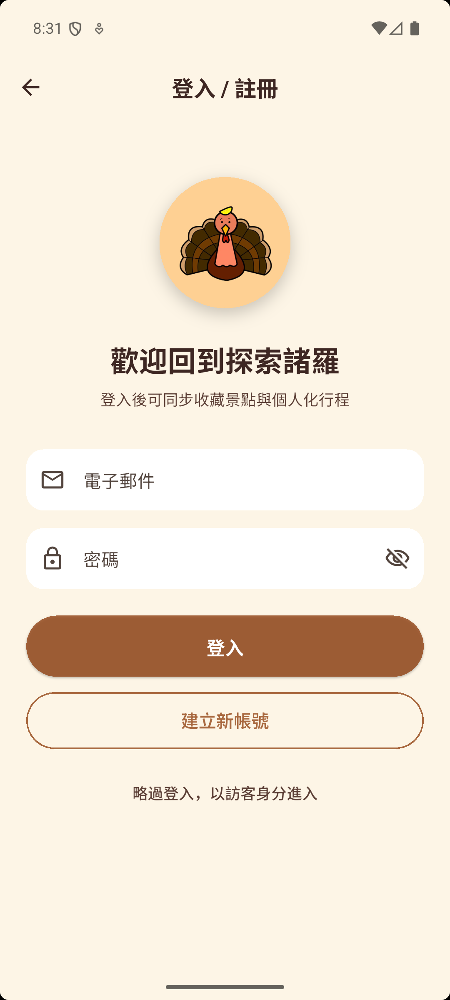 8:31
登入 / 註冊
歡迎回到探索諸羅
登入後可同步收藏景點與個人化行程
電子郵件
密碼
登入
建立新帳號
略過登入，以訪客身分進入